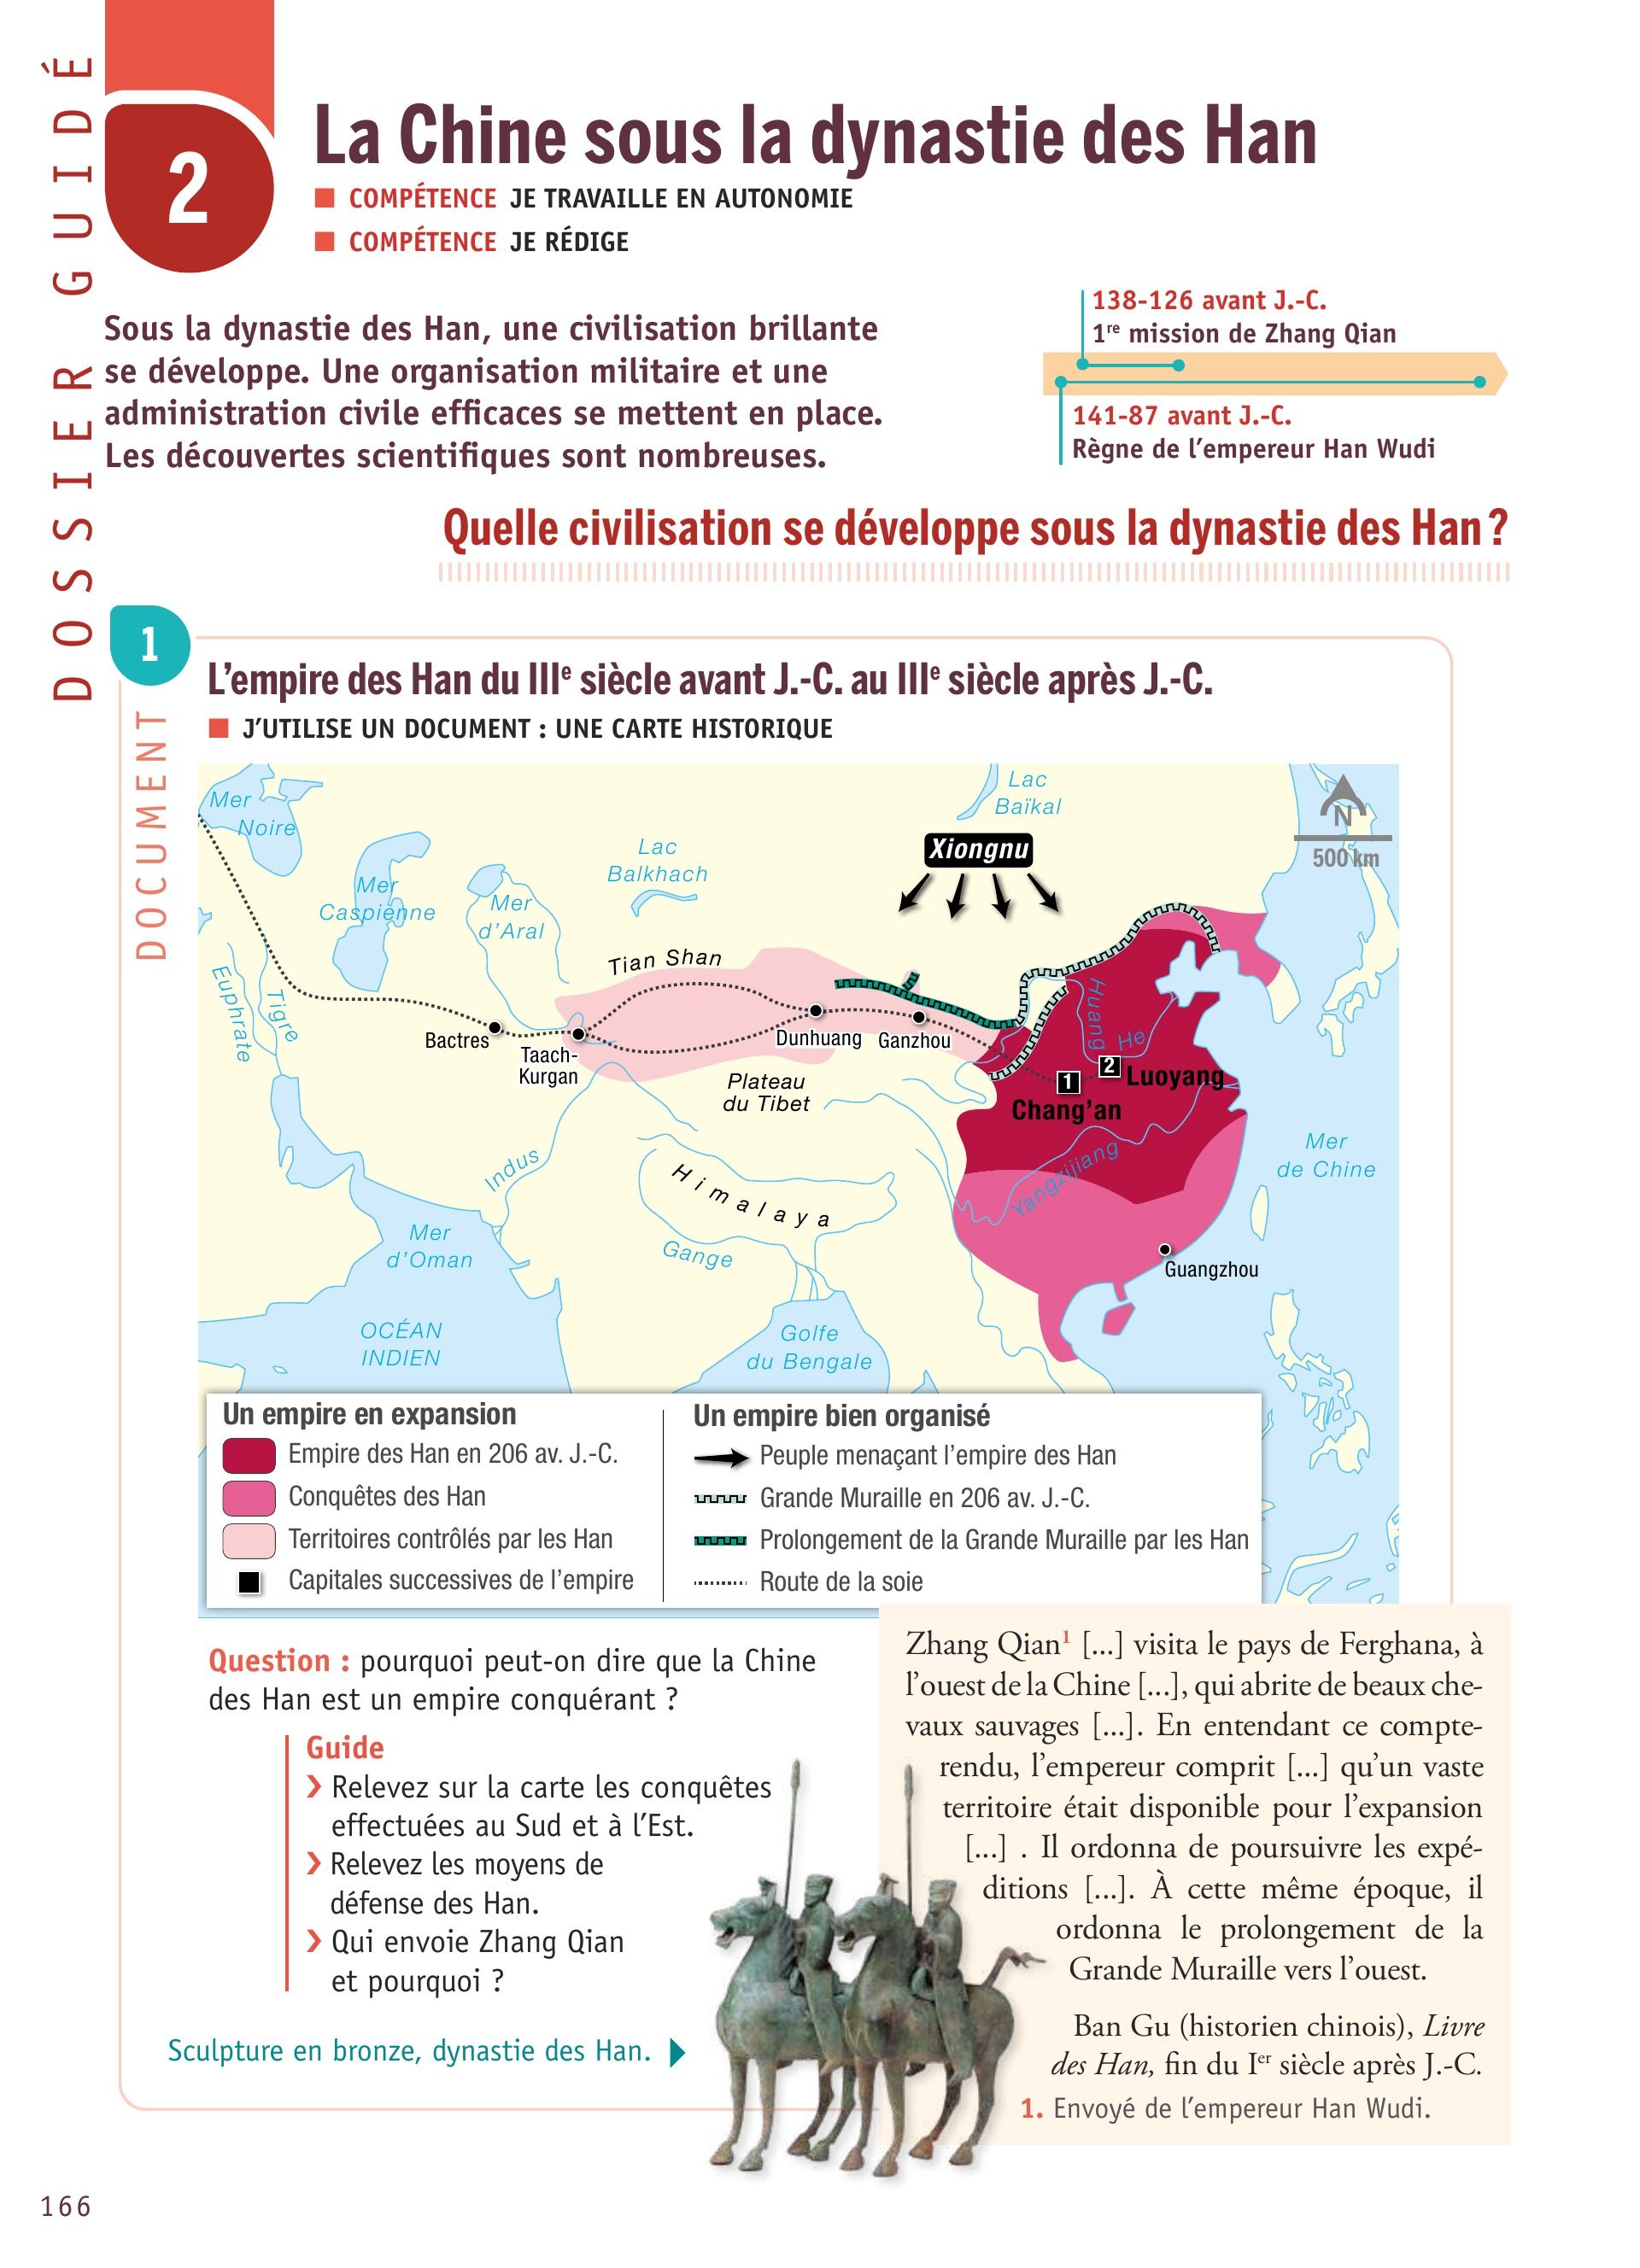 DOSSIER GUIDÉ
2
La Chine sous la dynastie des Han
COMPÉTENCE JE TRAVAILLE EN AUTONOMIE
COMPÉTENCE JE RÉDIGE
Sous la dynastie des Han, une civilisation brillante
se développe. Une organisation militaire et une
administration civile efficaces se mettent en place.
Les découvertes scientifiques sont nombreuses.
138-126 avant J.-C.
1re mission de Zhang Qian
141-87 avant J.-C.
Règne de l'empereur Han Wudi
Quelle civilisation se développe sous la dynastie des Han ?
DOCUMENT
1
L'empire des Han du IIIe siècle avant J.-C. au IIIe siècle après J.-C.
J'UTILISE UN DOCUMENT : UNE CARTE HISTORIQUE
Mer
Noire
Mer
Caspienne
Mer
d'Aral
Lac
Balkhach
Lac
Baïkal
N
500 km
Xiongnu
Tian Shan
Euphrate
Tigre
Bactres
Taach-
Kurgan
Dunhuang
Ganzhou
Huang
He
1
2
Luoyang
Chang'an
Plateau
du Tibet
Indus
Himalaya
Gange
Yangzijiang
Mer
de Chine
Guangzhou
Mer
d'Oman
OCÉAN
INDIEN
Golfe
du Bengale
Un empire en expansion
Empire des Han en 206 av. J.-C.
Conquêtes des Han
Territoires contrôlés par les Han
Capitales successives de l'empire
Un empire bien organisé
Peuple menaçant l'empire des Han
Grande Muraille en 206 av. J.-C.
Prolongement de la Grande Muraille par les Han
Route de la soie
Question : pourquoi peut-on dire que la Chine
des Han est un empire conquérant ?
Guide
› Relevez sur la carte les conquêtes
effectuées au Sud et à l'Est.
› Relevez les moyens de
défense des Han.
› Qui envoie Zhang Qian
et pourquoi ?
Sculpture en bronze, dynastie des Han.
Zhang Qian1 [...] visita le pays de Ferghana, à
l'ouest de la Chine [...], qui abrite de beaux che-
vaux sauvages [...]. En entendant ce compte-
rendu, l'empereur comprit [...] qu'un vaste
territoire était disponible pour l'expansion
[...] . Il ordonna de poursuivre les expé-
ditions [...]. À cette même époque, il
ordonna le prolongement de la
Grande Muraille vers l'ouest.
Ban Gu (historien chinois), Livre
des Han, fin du Ier siècle après J.-C.
1. Envoyé de l'empereur Han Wudi.
166